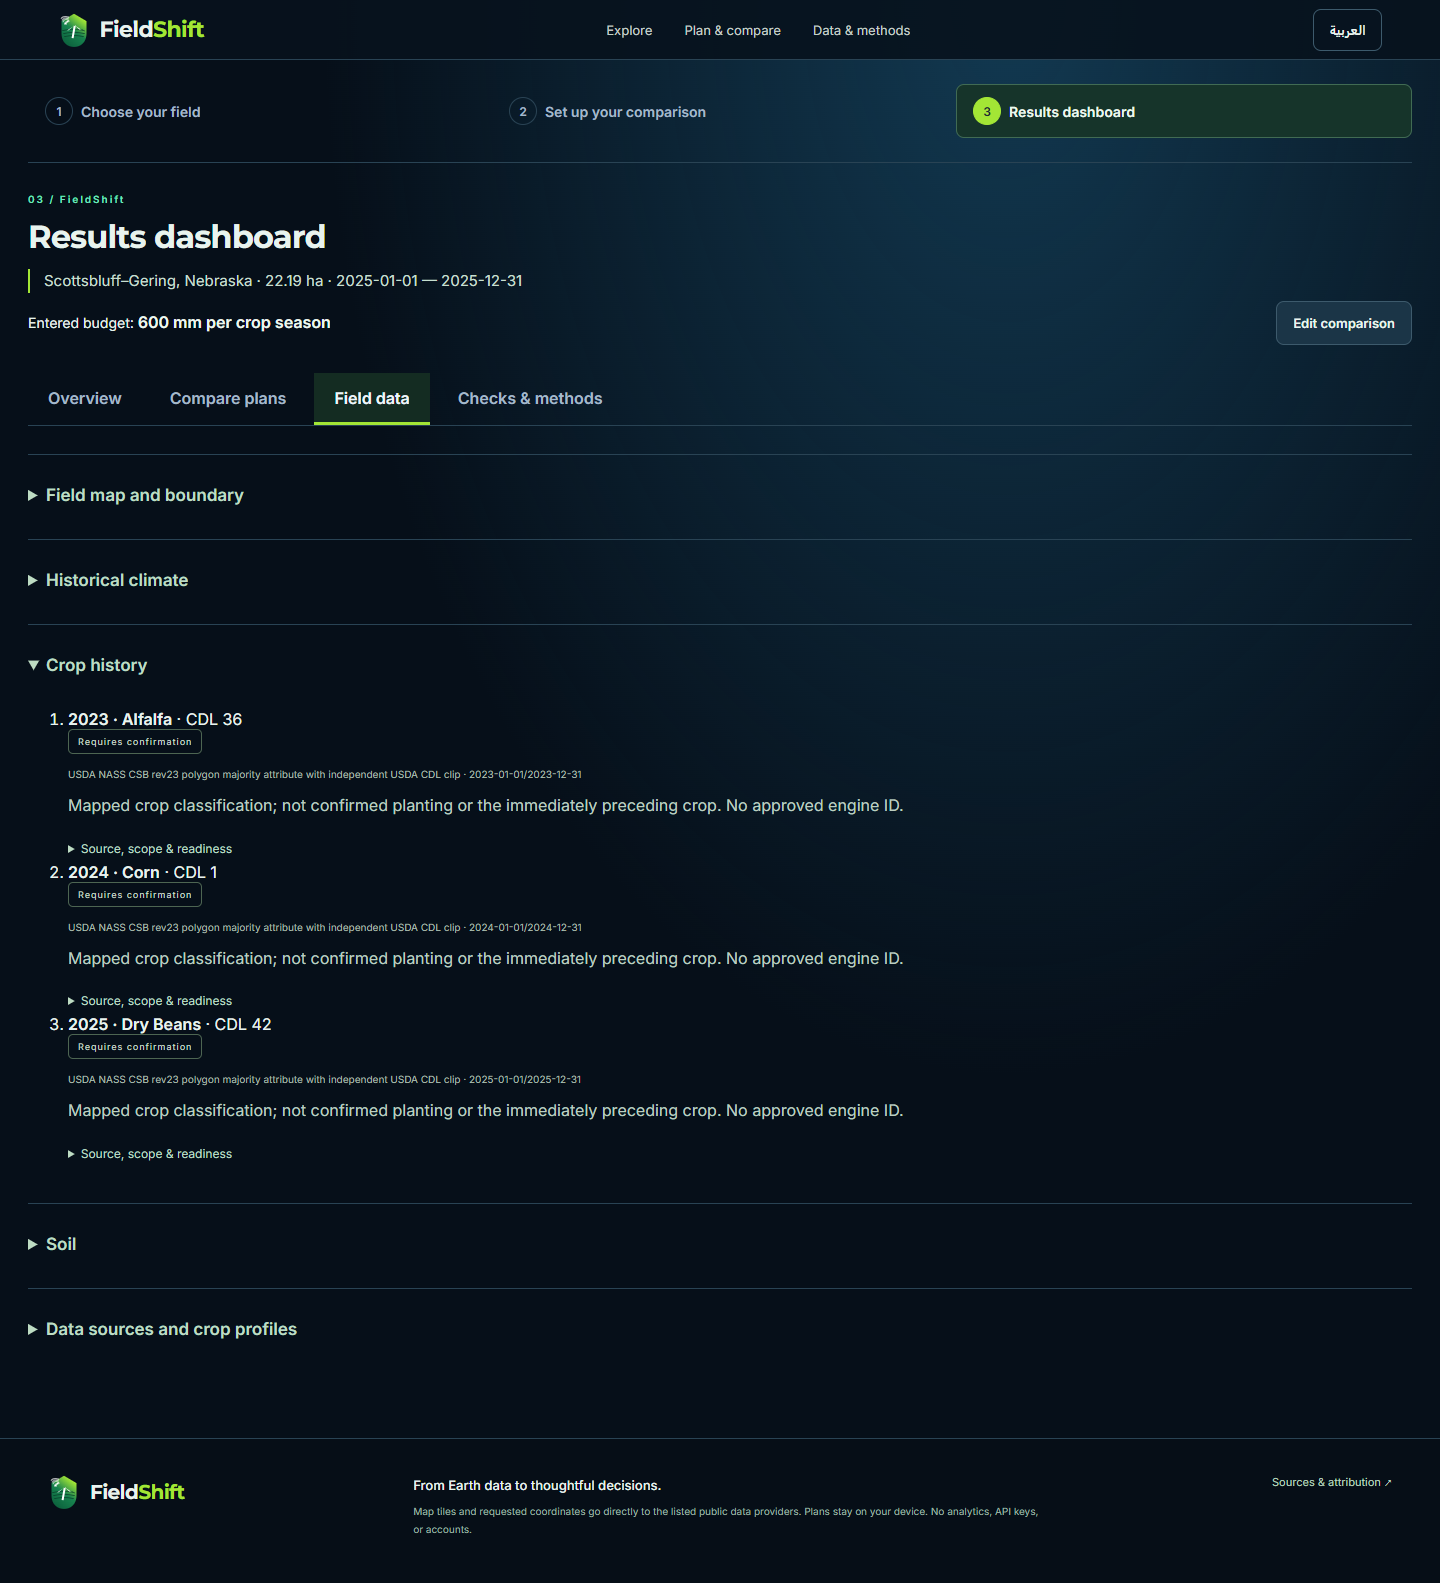 FieldShift
Explore
Plan & compare
Data & methods
العربية
1 Choose your field
2 Set up your comparison
3 Results dashboard
03 / FieldShift
Results dashboard
Scottsbluff–Gering, Nebraska · 22.19 ha · 2025-01-01 — 2025-12-31
Entered budget: 600 mm per crop season
Edit comparison
Overview
Compare plans
Field data
Checks & methods
Field map and boundary
Historical climate
Crop history
1. 2023 · Alfalfa · CDL 36
Requires confirmation
USDA NASS CSB rev23 polygon majority attribute with independent USDA CDL clip · 2023-01-01/2023-12-31
Mapped crop classification; not confirmed planting or the immediately preceding crop. No approved engine ID.
Source, scope & readiness
2. 2024 · Corn · CDL 1
Requires confirmation
USDA NASS CSB rev23 polygon majority attribute with independent USDA CDL clip · 2024-01-01/2024-12-31
Mapped crop classification; not confirmed planting or the immediately preceding crop. No approved engine ID.
Source, scope & readiness
3. 2025 · Dry Beans · CDL 42
Requires confirmation
USDA NASS CSB rev23 polygon majority attribute with independent USDA CDL clip · 2025-01-01/2025-12-31
Mapped crop classification; not confirmed planting or the immediately preceding crop. No approved engine ID.
Source, scope & readiness
Soil
Data sources and crop profiles
FieldShift
From Earth data to thoughtful decisions.
Map tiles and requested coordinates go directly to the listed public data providers. Plans stay on your device. No analytics, API keys,
or accounts.
Sources & attribution ↗